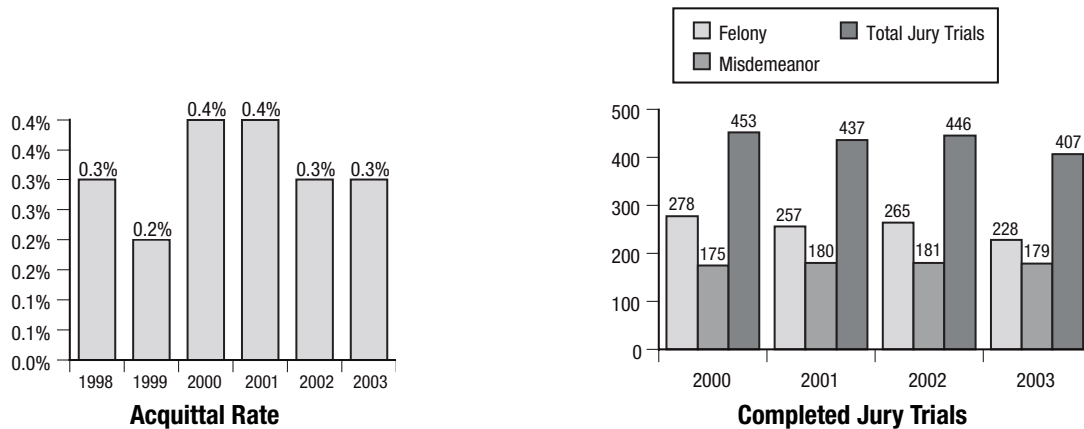 0.4%
0.4%
0.3%
0.3%
0.2%
0.2%
0.1%
0.1%
0.0%
0.3%
0.2%
0.4%
0.4%
0.3%
0.3%
1998 1999 2000 2001 2002 2003
Acquittal Rate
Felony Total Jury Trials
Misdemeanor
500
400
300
200
100
0
278 175 453
257 180 437
265 181 446
228 179 407
2000 2001 2002 2003
Completed Jury Trials